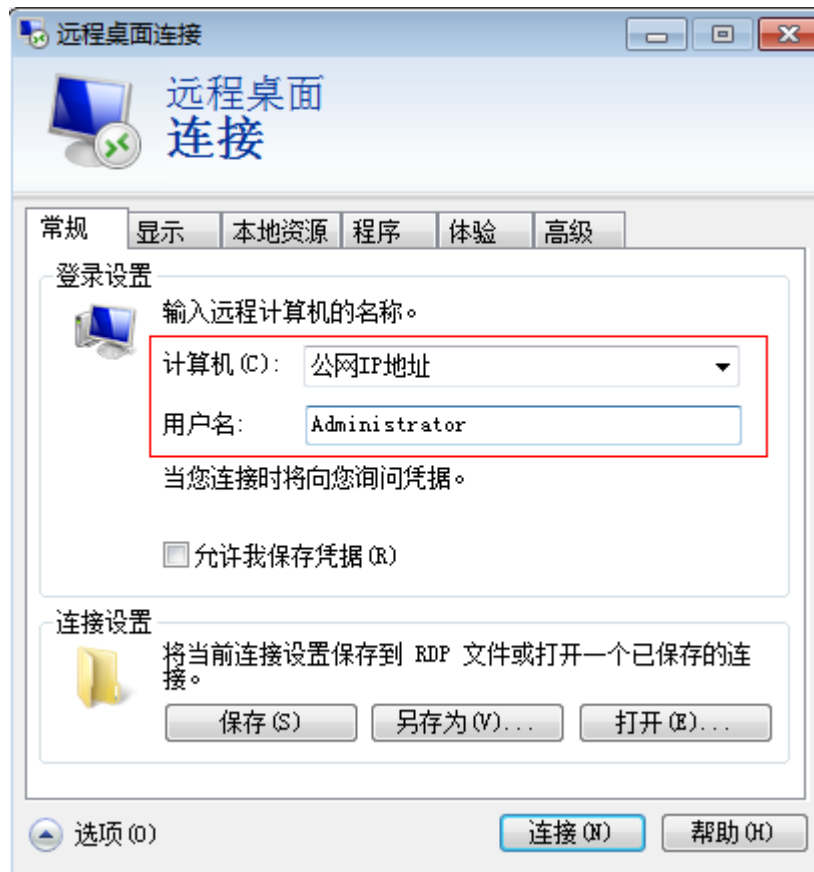 远程桌面连接
远程桌面
连接
常规 显示 本地资源 程序 体验 高级
登录设置
输入远程计算机的名称。
计算机(C): 公网IP地址
用户名: Administrator
当您连接时将向您询问凭据。
允许我保存凭据(R)
连接设置
将当前连接设置保存到 RDP 文件或打开一个已保存的连
接。
保存(S) 另存为(V)... 打开(E)...
选项(O) 连接(N) 帮助(H)